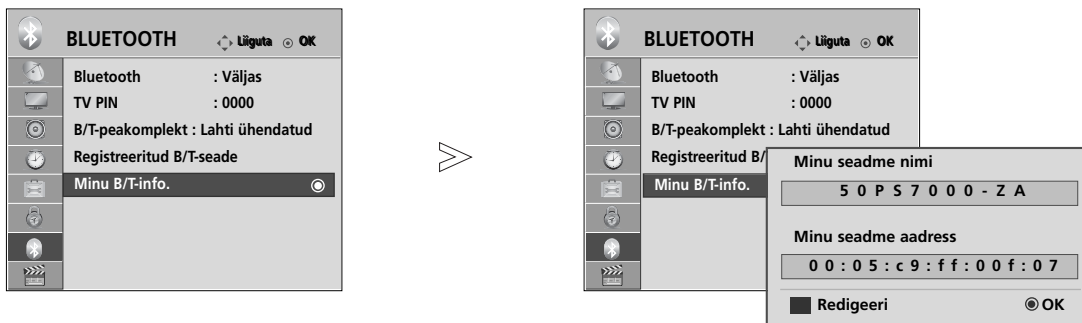 BLUETOOTH Liiguta OK
Bluetooth : Väljas
TV PIN : 0000
B/T-peakomplekt : Lahti ühendatud
Registreeritud B/T-seade
Minu B/T-info.
BLUETOOTH Liiguta OK
Bluetooth : Väljas
TV PIN : 0000
B/T-peakomplekt : Lahti ühendatud
Registreeritud B/
Minu B/T-info.
Minu seadme nimi
50PS7000-ZA
Minu seadme aadress
00:05:c9:ff:00f:07
Redigeeri OK